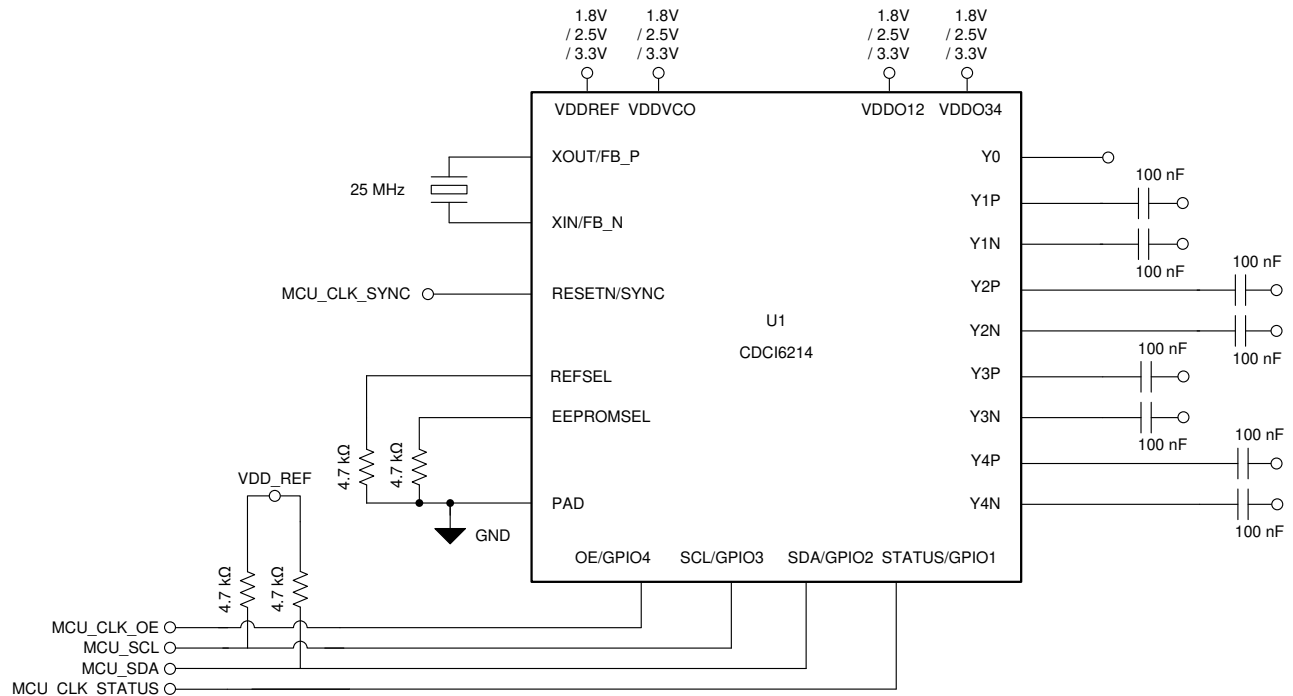 1.8V
/ 2.5V
/ 3.3V
1.8V
/ 2.5V
/ 3.3V
1.8V
/ 2.5V
/ 3.3V
1.8V
/ 2.5V
/ 3.3V
VDDREF VDDVCO VDDO12 VDDO34
XOUT/FB_P
Y0
100 nF
25 MHz
Y1P
XIN/FB_N
Y1N
100 nF
100 nF
MCU_CLK_SYNC
RESETN/SYNC
Y2P
U1
CDCI6214
Y2N
100 nF
100 nF
REFSEL
Y3P
EEPROMSEL
Y3N
100 nF
100 nF
4.7 kΩ
4.7 kΩ
Y4P
VDD_REF
PAD
Y4N
100 nF
GND
OE/GPIO4 SCL/GPIO3 SDA/GPIO2 STATUS/GPIO1
4.7 kΩ
4.7 kΩ
MCU_CLK_OE
MCU_SCL
MCU_SDA
MCU_CLK_STATUS